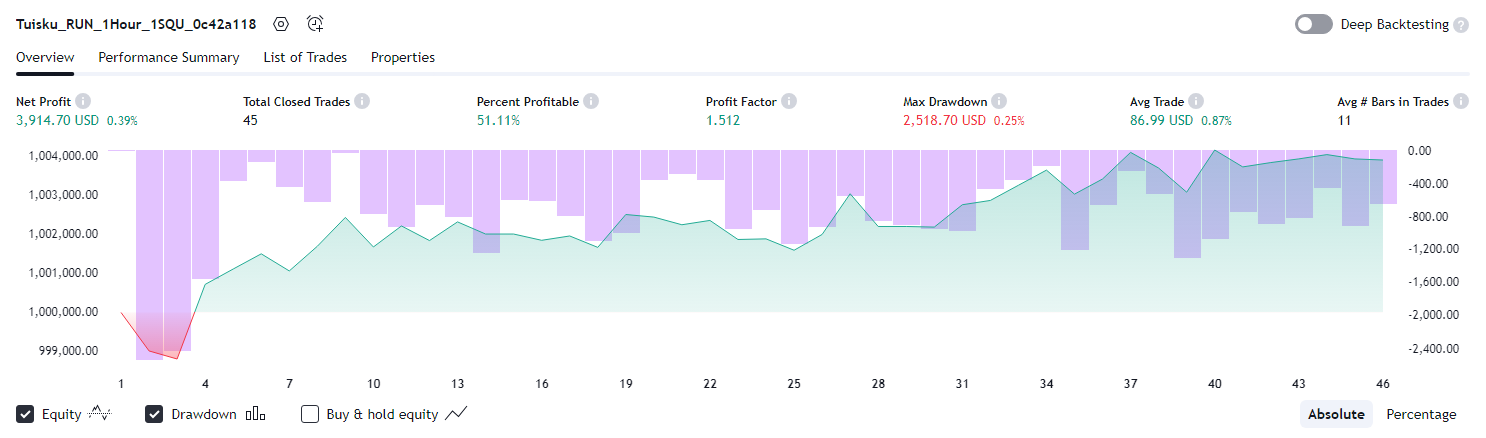 Tuisku_RUN_1Hour_1SQU_0c42a118 Deep Backtesting ?
Overview Performance Summary List of Trades Properties
Net Profit Total Closed Trades Percent Profitable Profit Factor Max Drawdown Avg Trade Avg # Bars in Trades
3,914.70 USD 0.39% 45 51.11% 1.512 2,518.70 USD 0.25% 86.99 USD 0.87% 11
1,004,000.00 0.00
1,003,000.00 -400.00
1,002,000.00 -800.00
1,001,000.00 -1,200.00
1,000,000.00 -1,600.00
999,000.00 -2,000.00
-2,400.00
1 4 7 10 13 16 19 22 25 28 31 34 37 40 43 46
Equity Drawdown Buy & hold equity Absolute Percentage